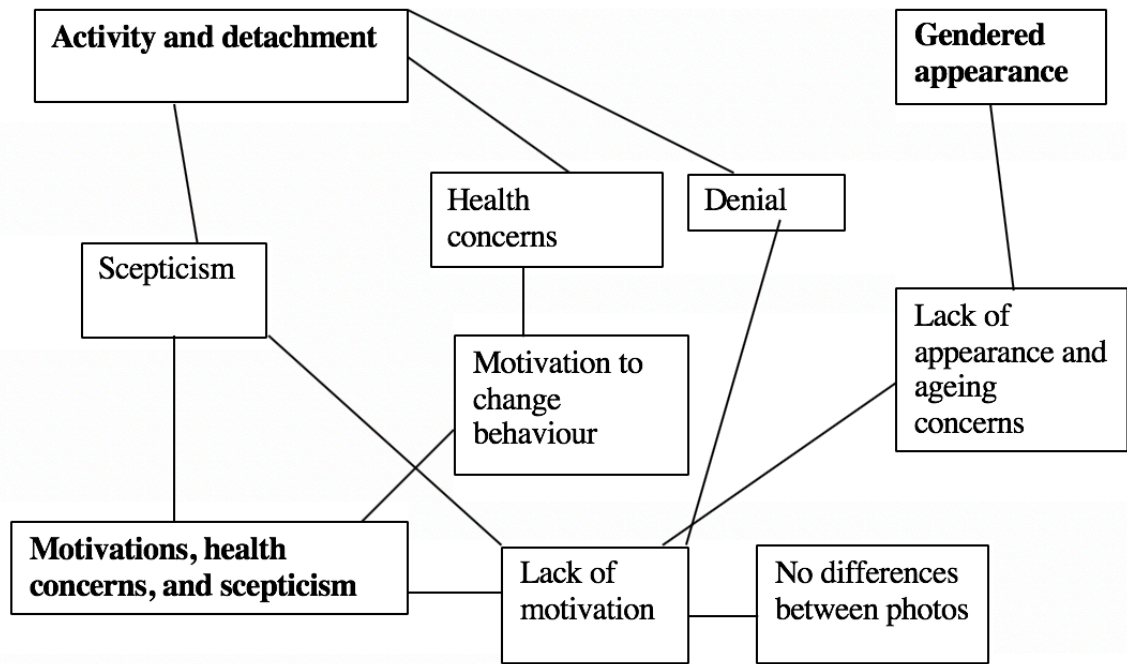 Activity and detachment
Gendered
appearance
Health
concerns
Denial
Scepticism
Lack of
appearance and
ageing
concerns
Motivation to
change
behaviour
Motivations, health
concerns, and scepticism
Lack of
motivation
No differences
between photos